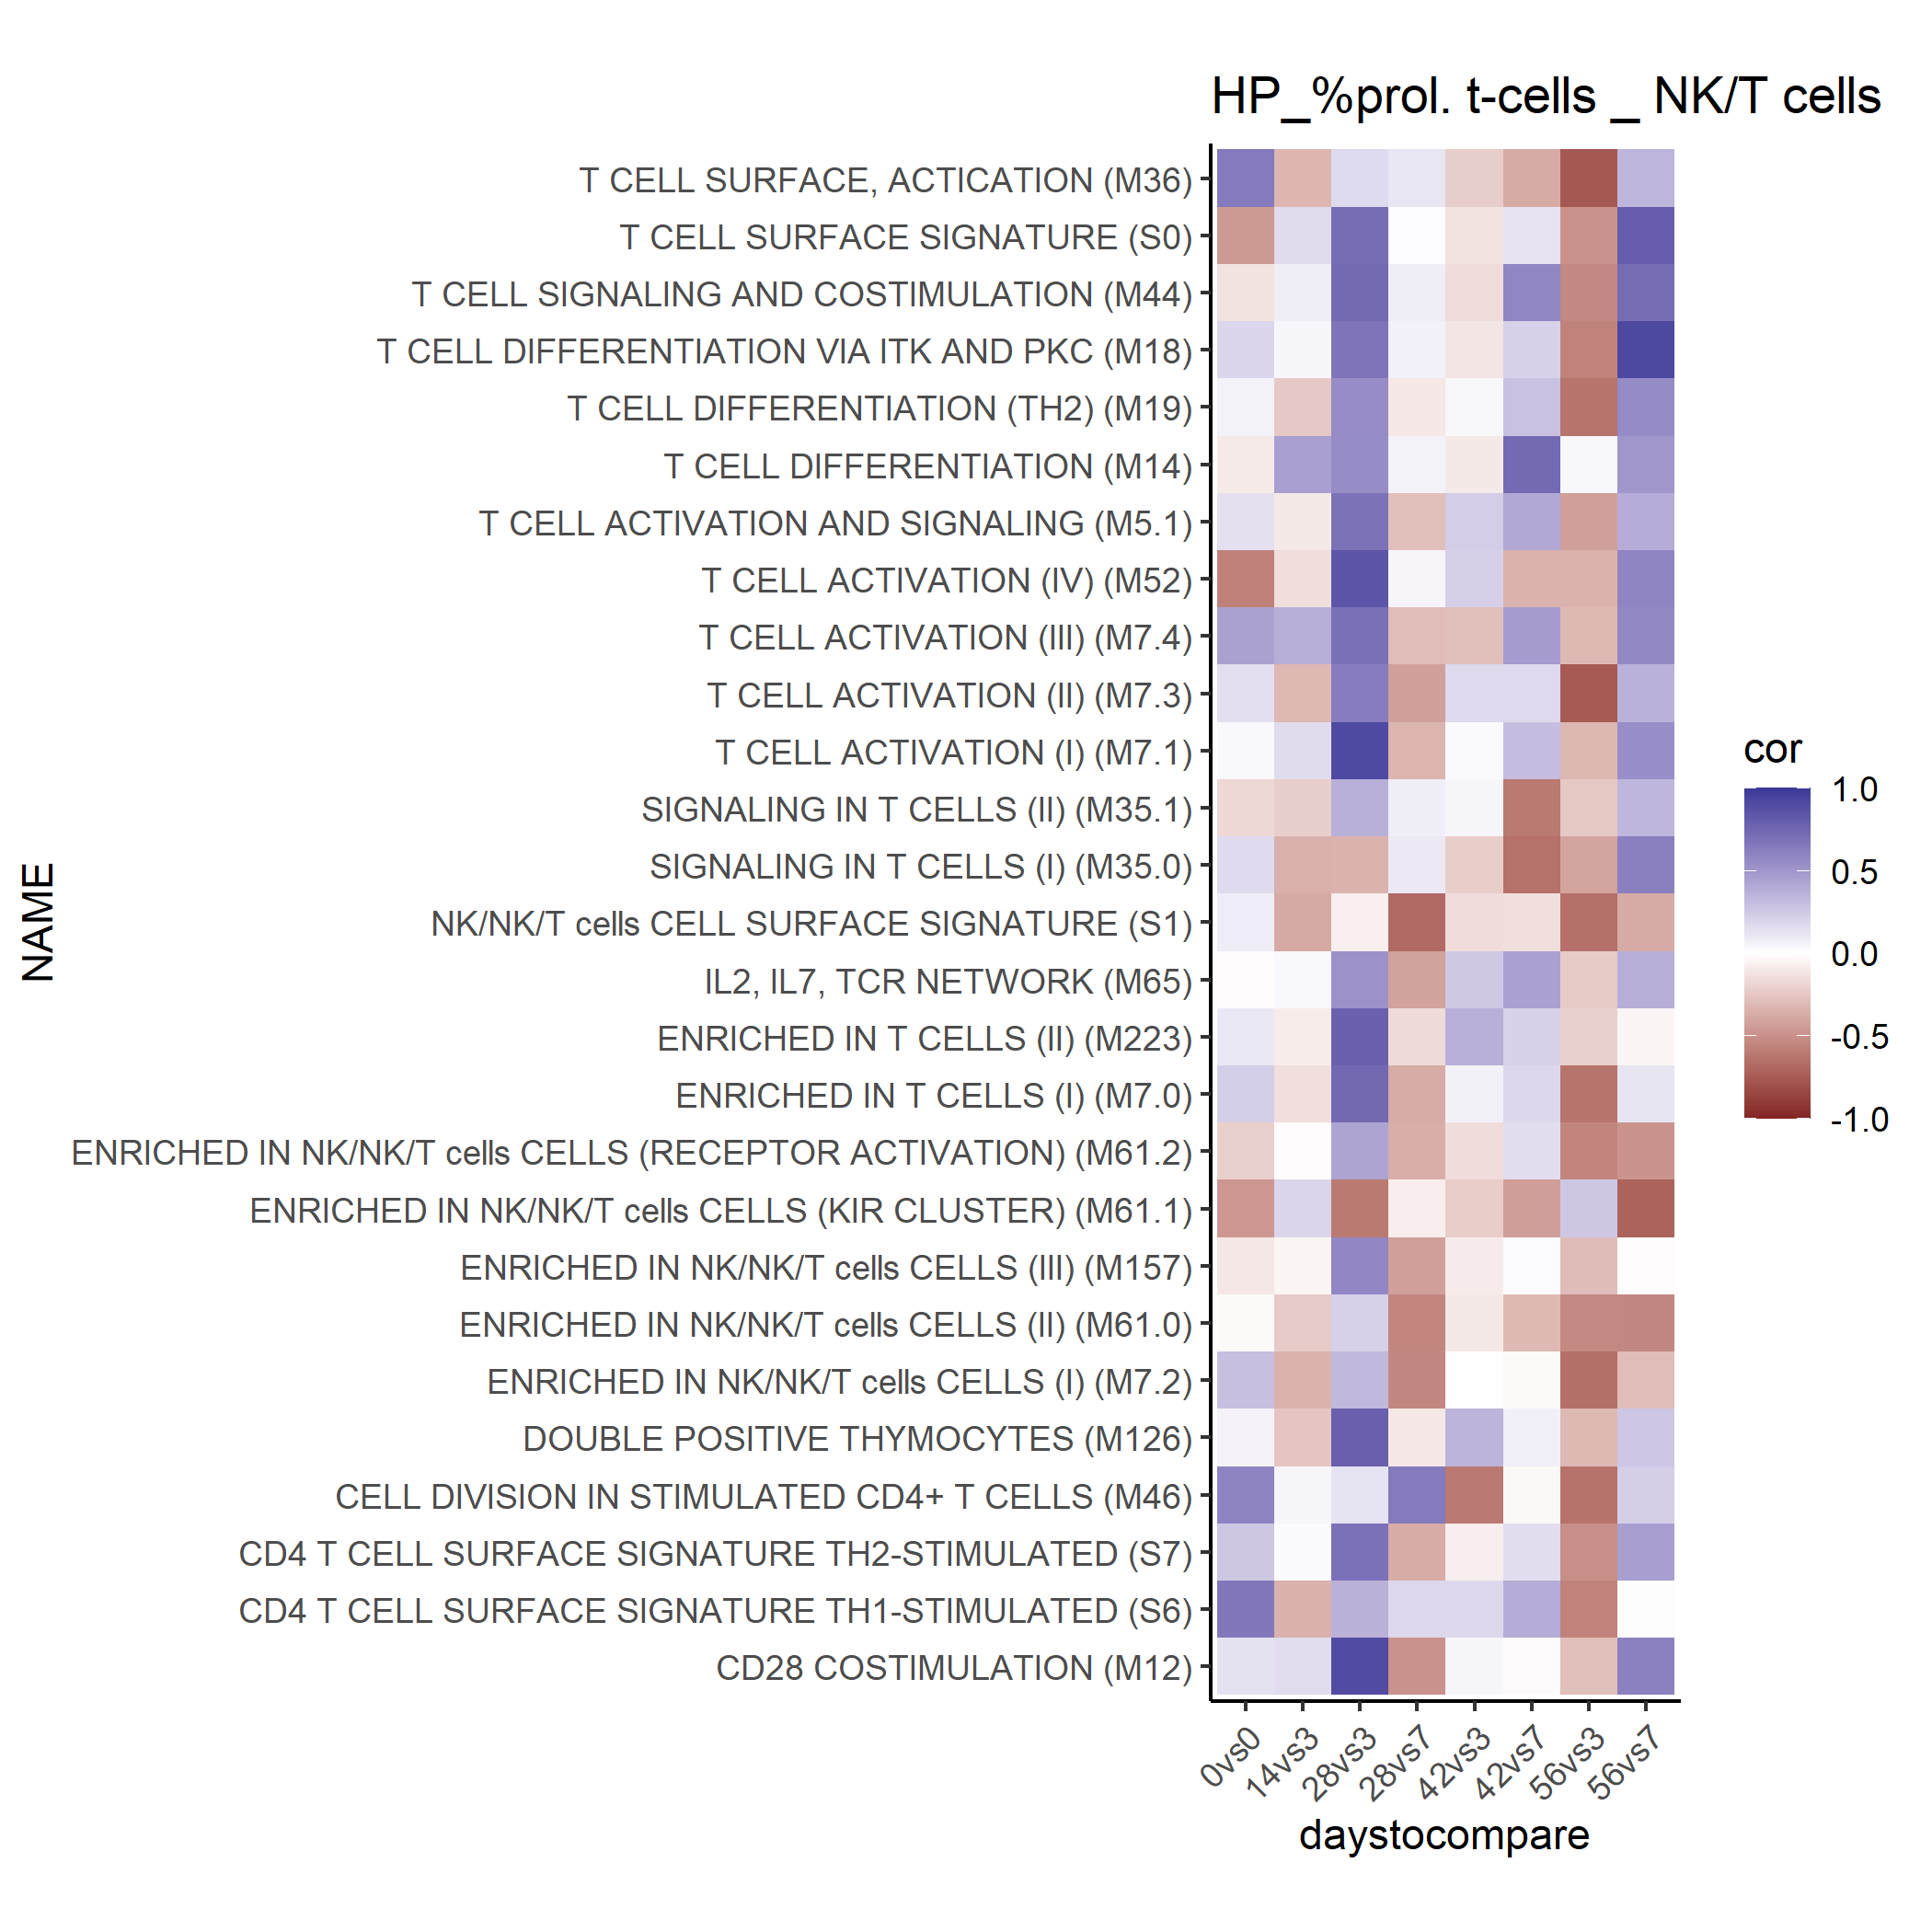 HP_%prol. t-cells _ NK/T cells
T CELL SURFACE, ACTICATION (M36)
T CELL SURFACE SIGNATURE (S0)
T CELL SIGNALING AND COSTIMULATION (M44)
T CELL DIFFERENTIATION VIA ITK AND PKC (M18)
T CELL DIFFERENTIATION (TH2) (M19)
T CELL DIFFERENTIATION (M14)
T CELL ACTIVATION AND SIGNALING (M5.1)
T CELL ACTIVATION (IV) (M52)
T CELL ACTIVATION (III) (M7.4)
T CELL ACTIVATION (II) (M7.3)
T CELL ACTIVATION (I) (M7.1)
SIGNALING IN T CELLS (II) (M35.1)
SIGNALING IN T CELLS (I) (M35.0)
NK/NK/T cells CELL SURFACE SIGNATURE (S1)
IL2, IL7, TCR NETWORK (M65)
ENRICHED IN T CELLS (II) (M223)
ENRICHED IN T CELLS (I) (M7.0)
ENRICHED IN NK/NK/T cells CELLS (RECEPTOR ACTIVATION) (M61.2)
ENRICHED IN NK/NK/T cells CELLS (KIR CLUSTER) (M61.1)
ENRICHED IN NK/NK/T cells CELLS (III) (M157)
ENRICHED IN NK/NK/T cells CELLS (II) (M61.0)
ENRICHED IN NK/NK/T cells CELLS (I) (M7.2)
DOUBLE POSITIVE THYMOCYTES (M126)
CELL DIVISION IN STIMULATED CD4+ T CELLS (M46)
CD4 T CELL SURFACE SIGNATURE TH2-STIMULATED (S7)
CD4 T CELL SURFACE SIGNATURE TH1-STIMULATED (S6)
CD28 COSTIMULATION (M12)
NAME
0vs0
14vs3
28vs3
28vs7
42vs3
42vs7
56vs3
56vs7
daystocompare
cor
1.0
0.5
0.0
-0.5
-1.0